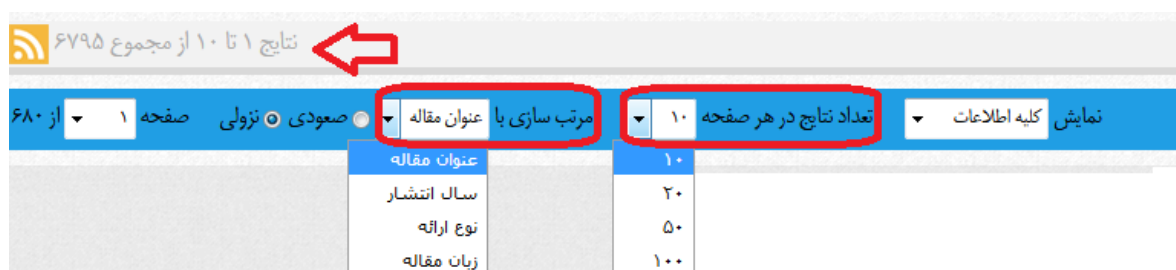 نتایج ۱ تا ۱۰ از مجموع ۶۷۹۵
نمایش کلیه اطلاعات تعداد نتایج در هر صفحه ۱۰ مرتب سازی با عنوان مقاله صعودی نزولی صفحه ۱ از ۶۸۰
۱۰ عنوان مقاله
۲۰ سال انتشار
۵۰ نوع ارائه
۱۰۰ زبان مقاله